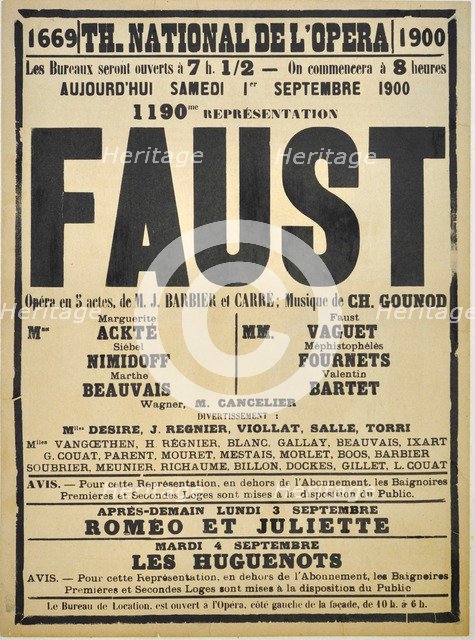 1669 TH. NATIONAL DE L'OPERA 1900
Les Bureaux seront ouverts à 7 h. 1/2 — On commencera à 8 heures
AUJOURD'HUI SAMEDI 1er SEPTEMBRE 1900
1190me REPRÉSENTATION
FAUST
Opéra en 5 actes, de M. J. BARBIER et CARRÉ; Musique de CH. GOUNOD
Marguerite Faust
Mmes ACKTÉ MM. VAGUET
Siébel Méphistophélès
NIMIDOFF FOURNETS
Marthe Valentin
BEAUVAIS BARTET
Wagner, M. CANCELIER
DIVERTISSEMENT :
Mlles DESIRE, J. REGNIER, VIOLLAT, SALLE, TORRI
Mlles VANGŒTHEN, H. RÉGNIER, BLANC, GALLAY, BEAUVAIS, IXART
G. COUAT, PARENT, MOURET, MESTAIS, MORLET, BOOS, BARBIER
SOUBRIER, MEUNIER, RICHAUME, BILLON, DOCKES, GILLET, L. COUAT
AVIS. — Pour cette Représentation, en dehors de l'Abonnement, les Baignoires
Premières et Secondes Loges sont mises à la disposition du Public.
APRÈS-DEMAIN LUNDI 3 SEPTEMBRE
ROMÉO ET JULIETTE
MARDI 4 SEPTEMBRE
LES HUGUENOTS
AVIS. — Pour cette Représentation, en dehors de l'Abonnement, les Baignoires
Premières et Secondes Loges sont mises à la disposition du Public
Le Bureau de Location, est ouvert à l'Opéra, côté gauche de la façade, de 10 h. à 6 h.